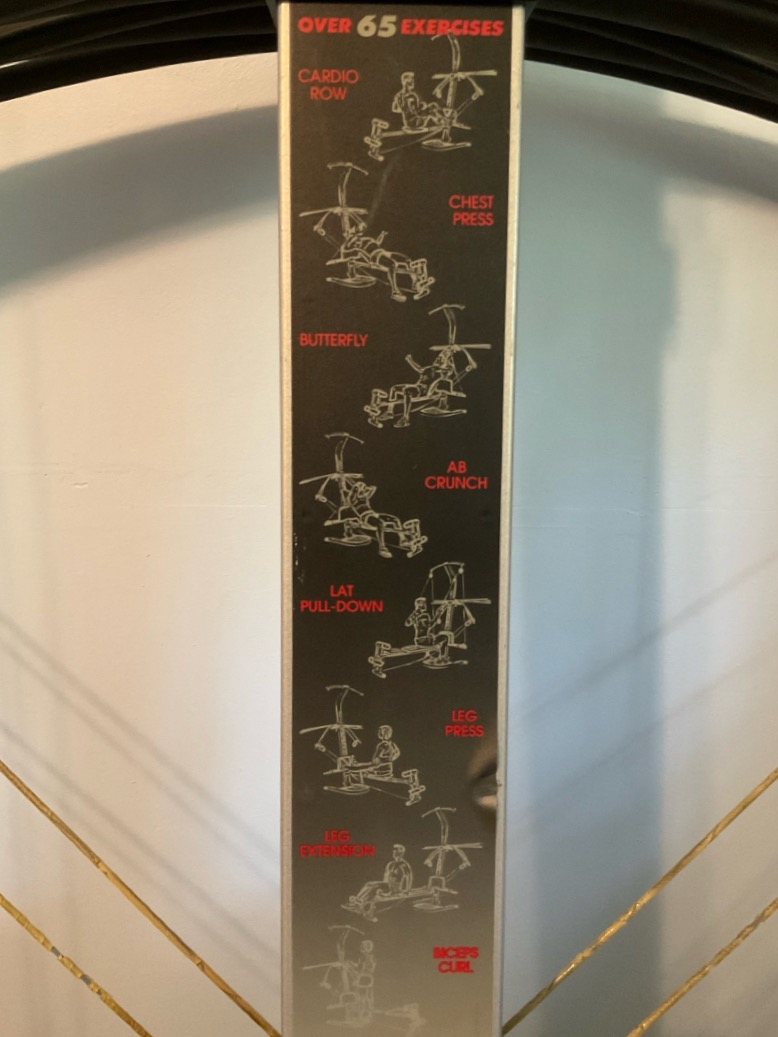 OVER 65 EXERCISES
CARDIO
ROW
CHEST
PRESS
BUTTERFLY
AB
CRUNCH
LAT
PULL-DOWN
LEG
PRESS
LEG
EXTENSION
BICEPS
CURL